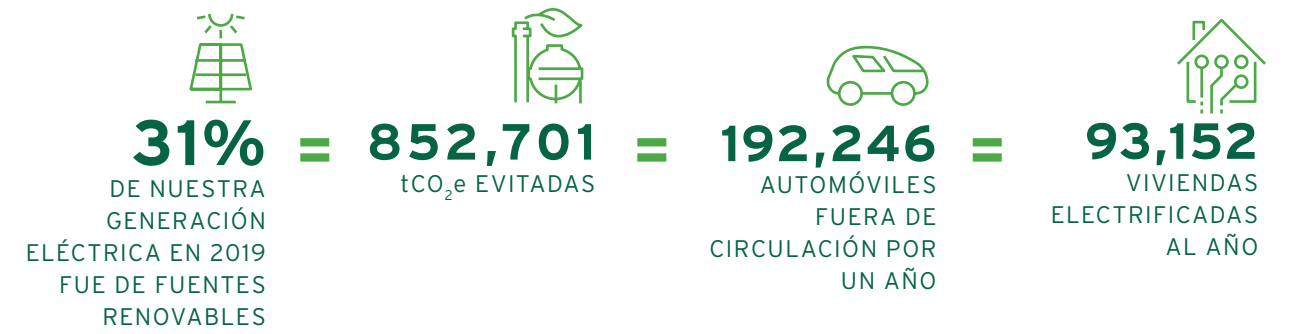 31%
DE NUESTRA
GENERACIÓN
ELÉCTRICA EN 2019
FUE DE FUENTES
RENOVABLES
=
852,701
tCO₂e EVITADAS
=
192,246
AUTOMÓVILES
FUERA DE
CIRCULACIÓN POR
UN AÑO
=
93,152
VIVIENDAS
ELECTRIFICADAS
AL AÑO